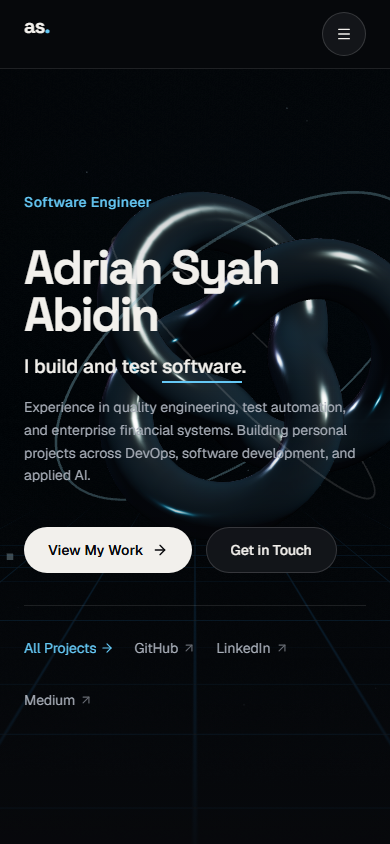 as.
Software Engineer
Adrian Syah
Abidin
I build and test software.
Experience in quality engineering, test automation,
and enterprise financial systems. Building personal
projects across DevOps, software development, and
applied AI.
View My Work →
Get in Touch
All Projects → GitHub ↗ LinkedIn ↗
Medium ↗